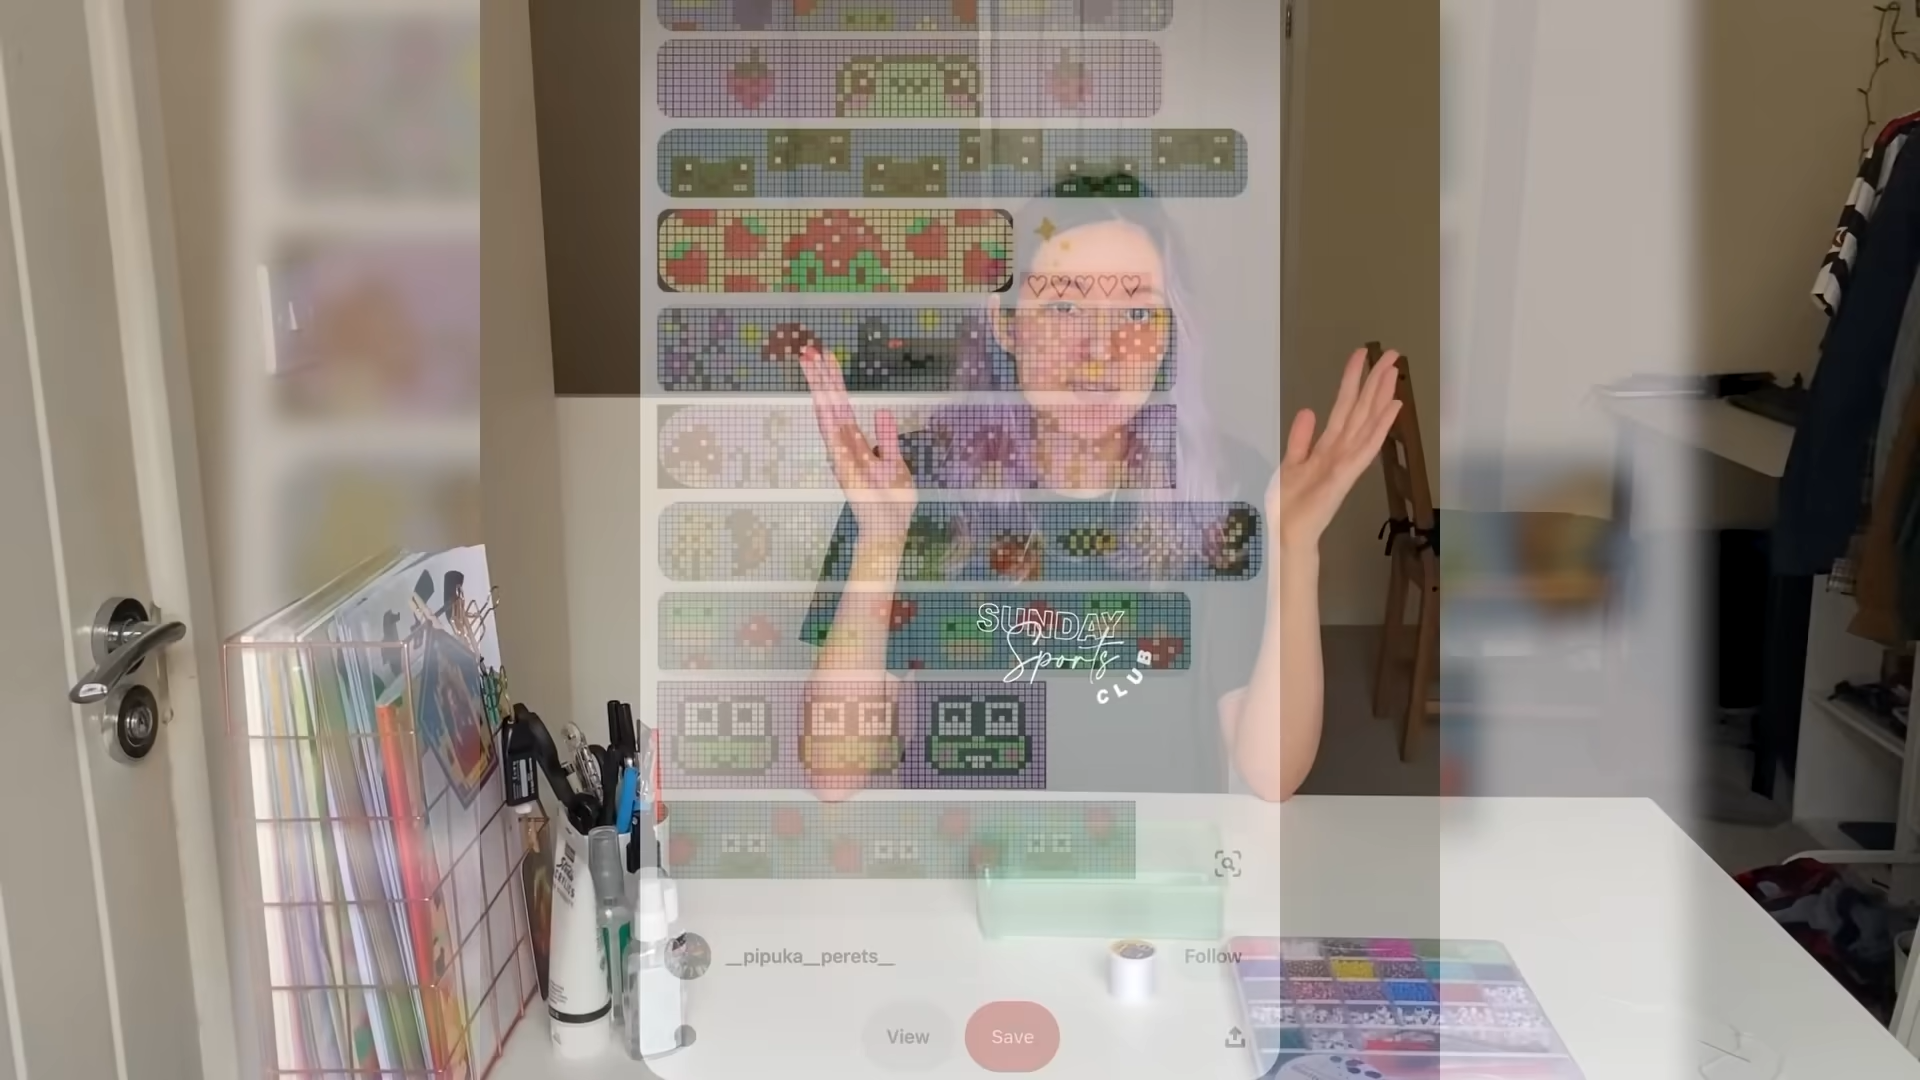 SUNDAY
Sports
CLUB
__pipuka__perets__
Follow
View
Save